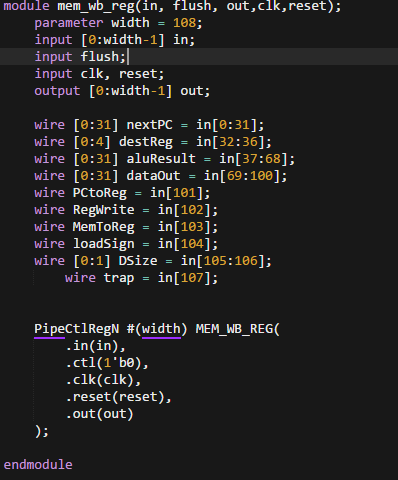 module mem_wb_reg(in, flush, out,clk,reset);
    parameter width = 108;
    input [0:width-1] in;
    input flush;
    input clk, reset;
    output [0:width-1] out;

    wire [0:31] nextPC = in[0:31];
    wire [0:4] destReg = in[32:36];
    wire [0:31] aluResult = in[37:68];
    wire [0:31] dataOut = in[69:100];
    wire PCtoReg = in[101];
    wire RegWrite = in[102];
    wire MemToReg = in[103];
    wire loadSign = in[104];
    wire [0:1] DSize = in[105:106];
        wire trap = in[107];

    PipeCtlRegN #(width) MEM_WB_REG(
        .in(in),
        .ctl(1'b0),
        .clk(clk),
        .reset(reset),
        .out(out)
    );

endmodule